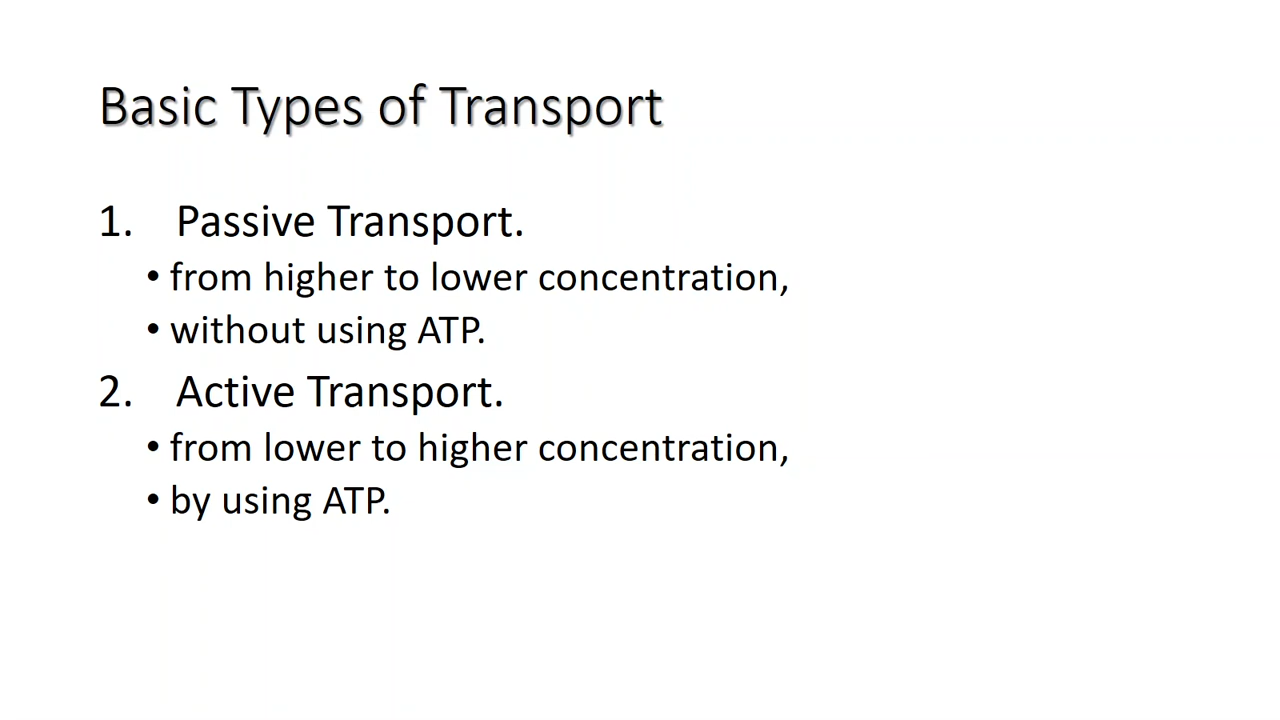 Basic Types of Transport
1. Passive Transport.
• from higher to lower concentration,
• without using ATP.
2. Active Transport.
• from lower to higher concentration,
• by using ATP.